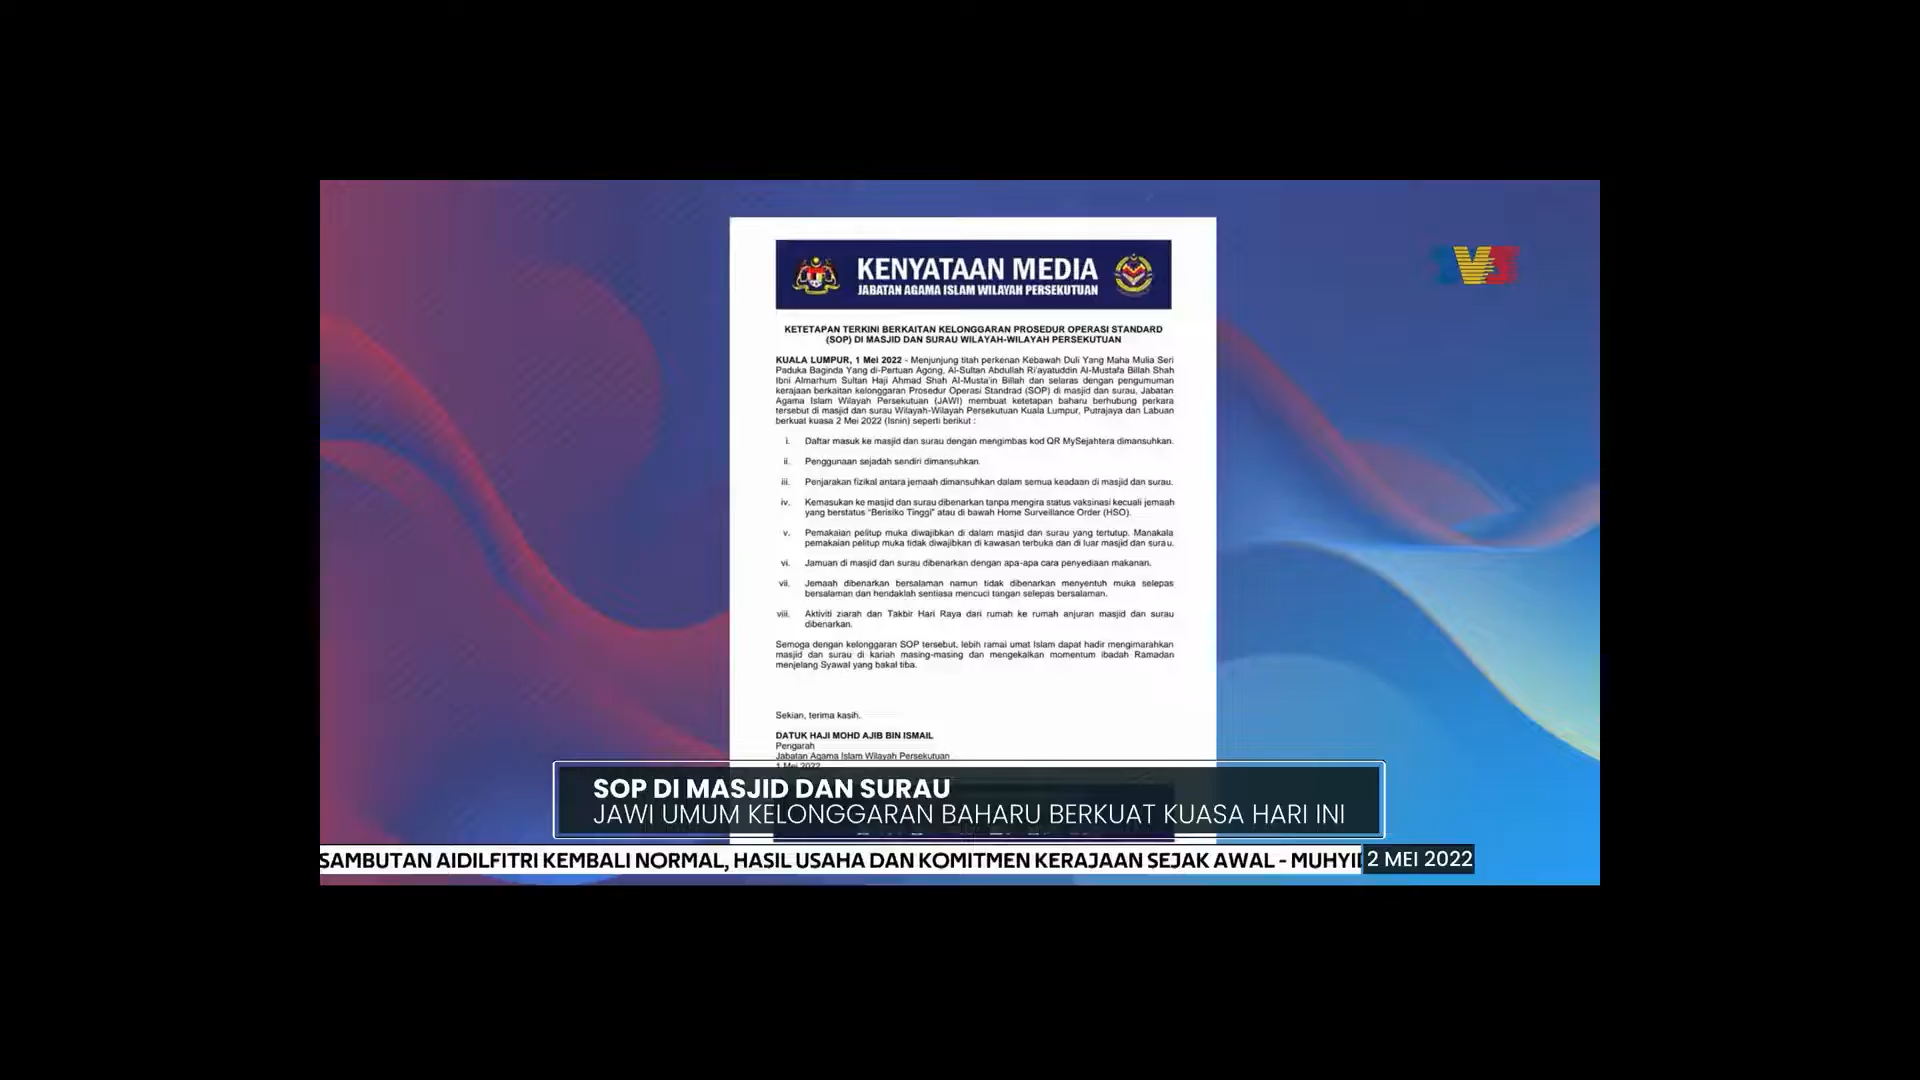 TV3
KENYATAAN MEDIA
JABATAN AGAMA ISLAM WILAYAH PERSEKUTUAN
KETETAPAN TERKINI BERKAITAN KELONGGARAN PROSEDUR OPERASI STANDARD
(SOP) DI MASJID DAN SURAU WILAYAH-WILAYAH PERSEKUTUAN
KUALA LUMPUR, 1 Mei 2022 - Menjunjung titah perkenan Kebawah Duli Yang Maha Mulia Seri
Paduka Baginda Yang di-Pertuan Agong, Al-Sultan Abdullah Ri'ayatuddin Al-Mustafa Billah Shah
Ibni Almarhum Sultan Haji Ahmad Shah Al-Musta'in Billah dan selaras dengan pengumuman
kerajaan berkaitan kelonggaran Prosedur Operasi Standrad (SOP) di masjid dan surau, Jabatan
Agama Islam Wilayah Persekutuan (JAWI) membuat ketetapan baharu berhubung perkara
tersebut di masjid dan surau Wilayah-Wilayah Persekutuan Kuala Lumpur, Putrajaya dan Labuan
berkuat kuasa 2 Mei 2022 (Isnin) seperti berikut :
i. Daftar masuk ke masjid dan surau dengan mengimbas kod QR MySejahtera dimansuhkan.
ii. Penggunaan sejadah sendiri dimansuhkan.
iii. Penjarakan fizikal antara jemaah dimansuhkan dalam semua keadaan di masjid dan surau.
iv. Kemasukan ke masjid dan surau dibenarkan tanpa mengira status vaksinasi kecuali jemaah
yang berstatus "Berisiko Tinggi" atau di bawah Home Surveillance Order (HSO).
v. Pemakaian pelitup muka diwajibkan di dalam masjid dan surau yang tertutup. Manakala
pemakaian pelitup muka tidak diwajibkan di kawasan terbuka dan di luar masjid dan surau.
vi. Jamuan di masjid dan surau dibenarkan dengan apa-apa cara penyediaan makanan.
vii. Jemaah dibenarkan bersalaman namun tidak dibenarkan menyentuh muka selepas
bersalaman dan hendaklah sentiasa mencuci tangan selepas bersalaman.
viii. Aktiviti ziarah dan Takbir Hari Raya dari rumah ke rumah anjuran masjid dan surau
dibenarkan.
Semoga dengan kelonggaran SOP tersebut, lebih ramai umat Islam dapat hadir mengimarahkan
masjid dan surau di kariah masing-masing dan mengekalkan momentum ibadah Ramadan
menjelang Syawal yang bakal tiba.
Sekian, terima kasih.
DATUK HAJI MOHD AJIB BIN ISMAIL
Pengarah
Jabatan Agama Islam Wilayah Persekutuan
1 Mei 2022
SOP DI MASJID DAN SURAU
JAWI UMUM KELONGGARAN BAHARU BERKUAT KUASA HARI INI
SAMBUTAN AIDILFITRI KEMBALI NORMAL, HASIL USAHA DAN KOMITMEN KERAJAAN SEJAK AWAL - MUHYI
2 MEI 2022